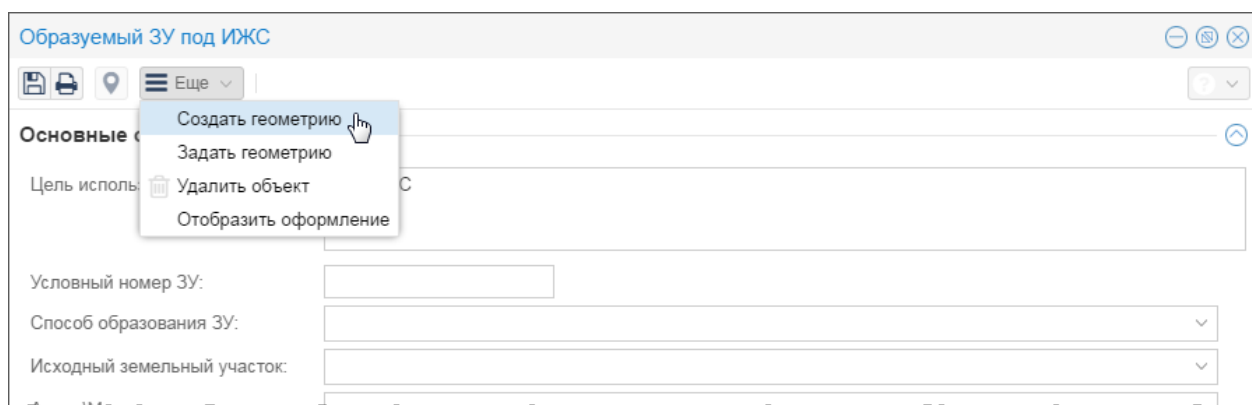 Образуемый ЗУ под ИЖС
Еще
Создать геометрию
Основные
Задать геометрию
Цель
Удалить объект
Отобразить оформление
Условный номер ЗУ:
Способ образования ЗУ:
Исходный земельный участок: